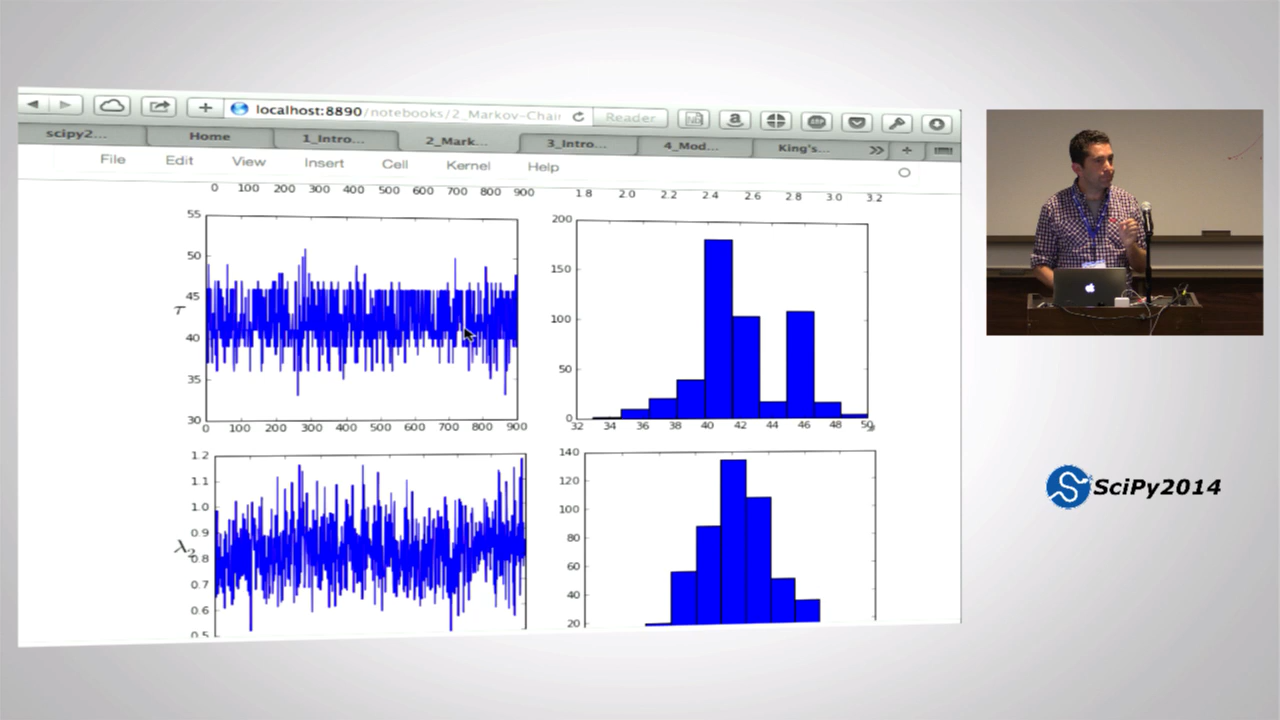 localhost:8890/notebooks/2_Markov-Chai
Reader
scipy2...
Home
1_Intro...
2_Mark...
3_Intro...
4_Mod...
King's...
File Edit View Insert Cell Kernel Help
0 100 200 300 400 500 600 700 800 900
1.8 2.0 2.2 2.4 2.6 2.8 3.0 3.2
55
50
45
τ
40
35
30
0 100 200 300 400 500 600 700 800 900
200
150
100
50
0
32 34 36 38 40 42 44 46 48 50
1.2
1.1
1.0
0.9
λ2
0.8
0.7
0.6
0.5
140
120
100
80
60
40
20
SciPy2014